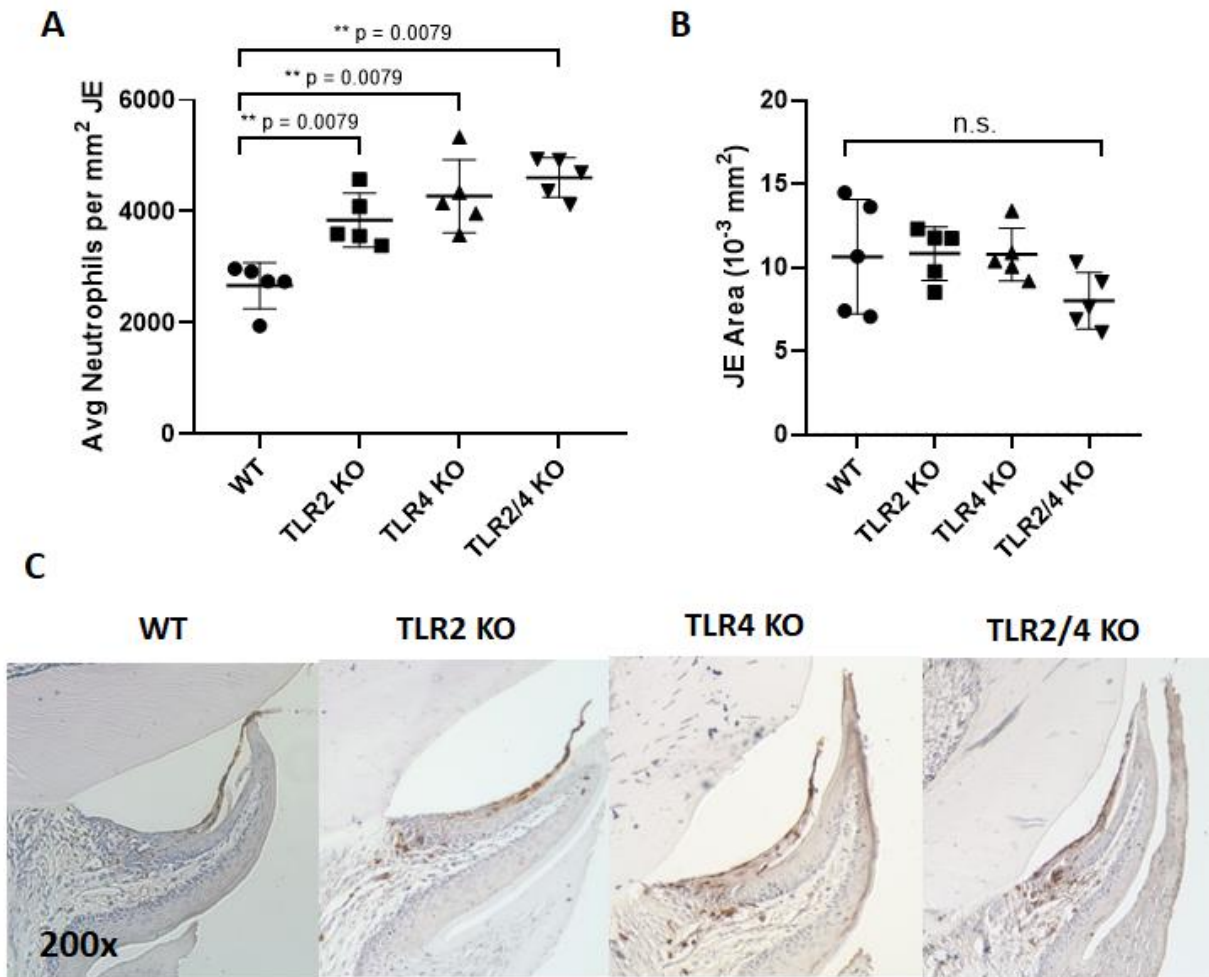 A
** p = 0.0079
** p = 0.0079
** p = 0.0079
Avg Neutrophils per mm² JE
6000
4000
2000
0
WT
TLR2 KO
TLR4 KO
TLR2/4 KO
B
n.s.
JE Area (10⁻³ mm²)
20
15
10
5
0
WT
TLR2 KO
TLR4 KO
TLR2/4 KO
C
WT
TLR2 KO
TLR4 KO
TLR2/4 KO
200x